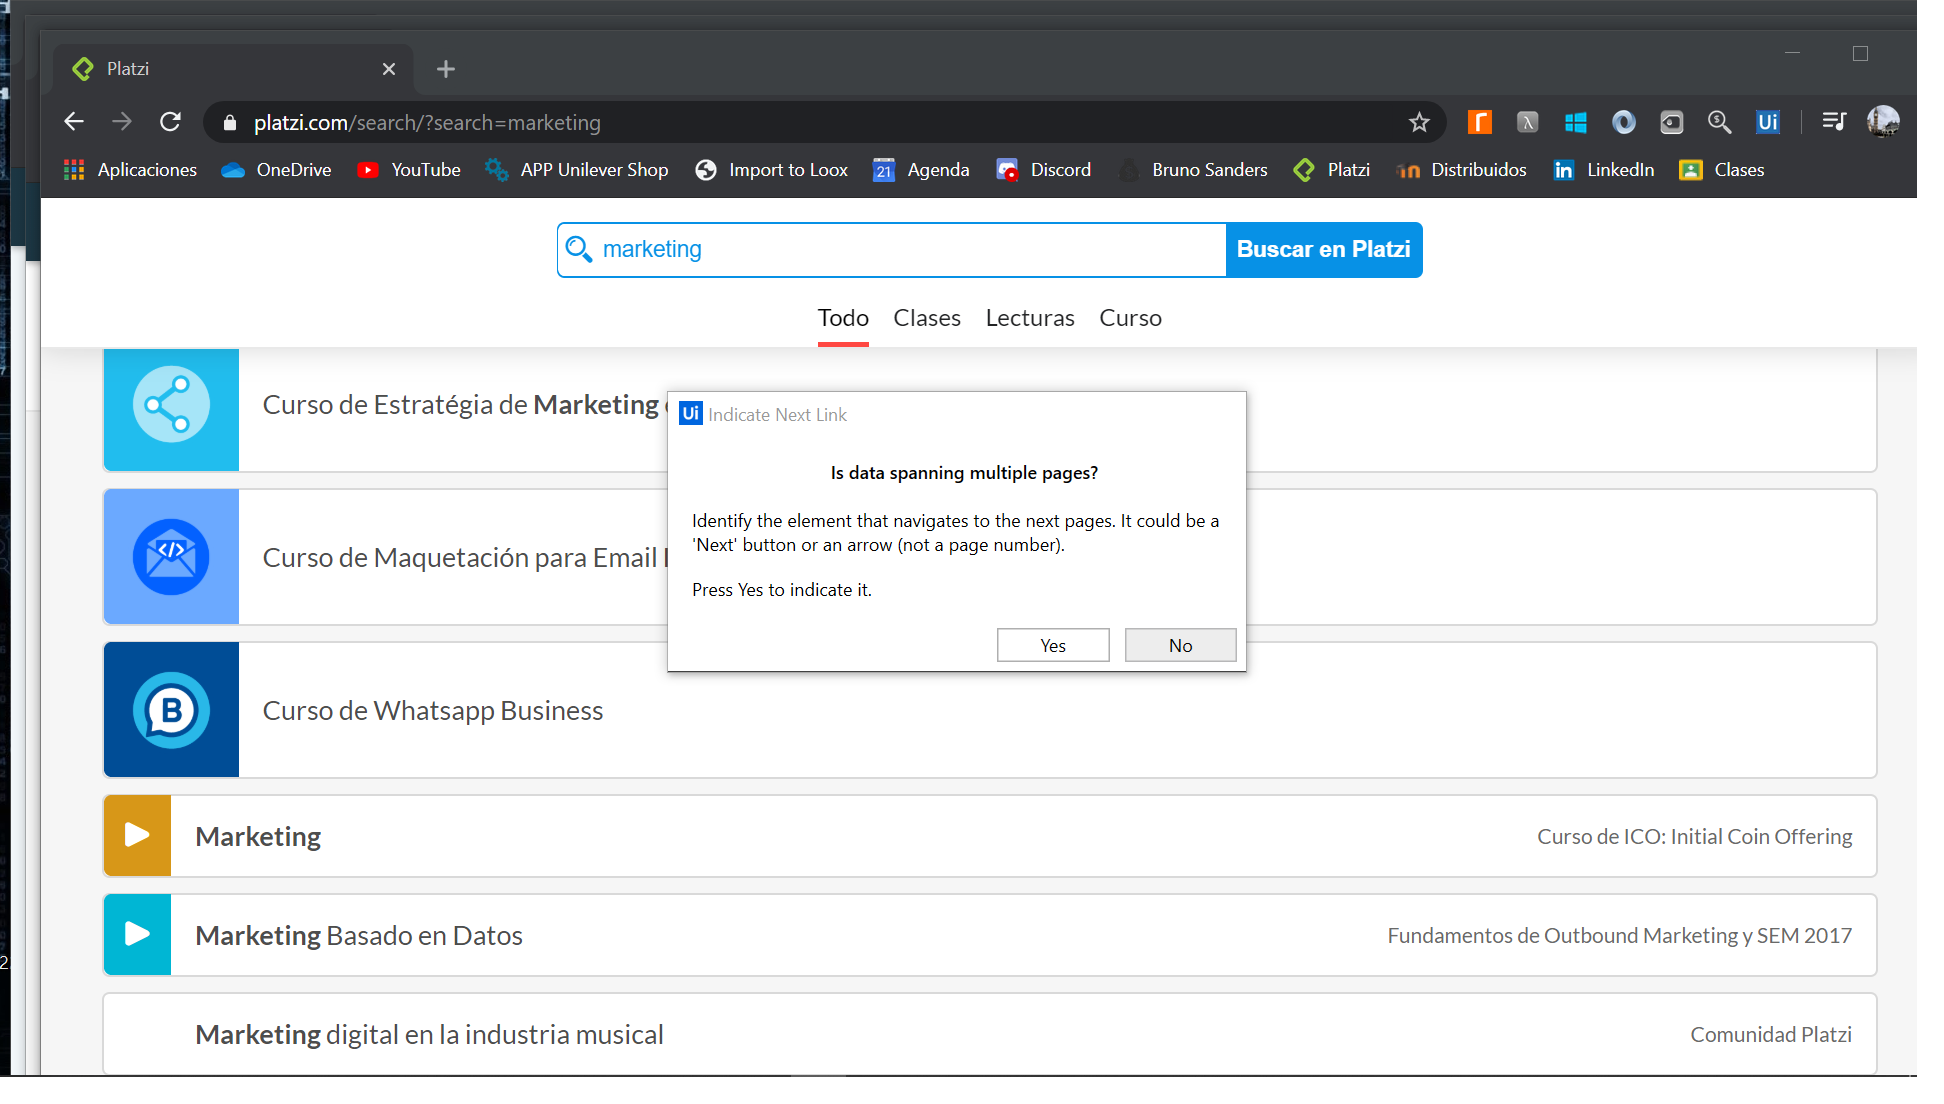 Platzi
platzi.com/search/?search=marketing
Ui
Aplicaciones OneDrive YouTube APP Unilever Shop Import to Loox 21 Agenda Discord Bruno Sanders Platzi Distribuidos in LinkedIn Clases
marketing Buscar en Platzi
Todo Clases Lecturas Curso
Curso de Estratégia de Marketing
Ui Indicate Next Link
Is data spanning multiple pages?
Identify the element that navigates to the next pages. It could be a
'Next' button or an arrow (not a page number).
Press Yes to indicate it.
Yes No
Curso de Maquetación para Email
B
Curso de Whatsapp Business
Marketing Curso de ICO: Initial Coin Offering
Marketing Basado en Datos Fundamentos de Outbound Marketing y SEM 2017
Marketing digital en la industria musical Comunidad Platzi